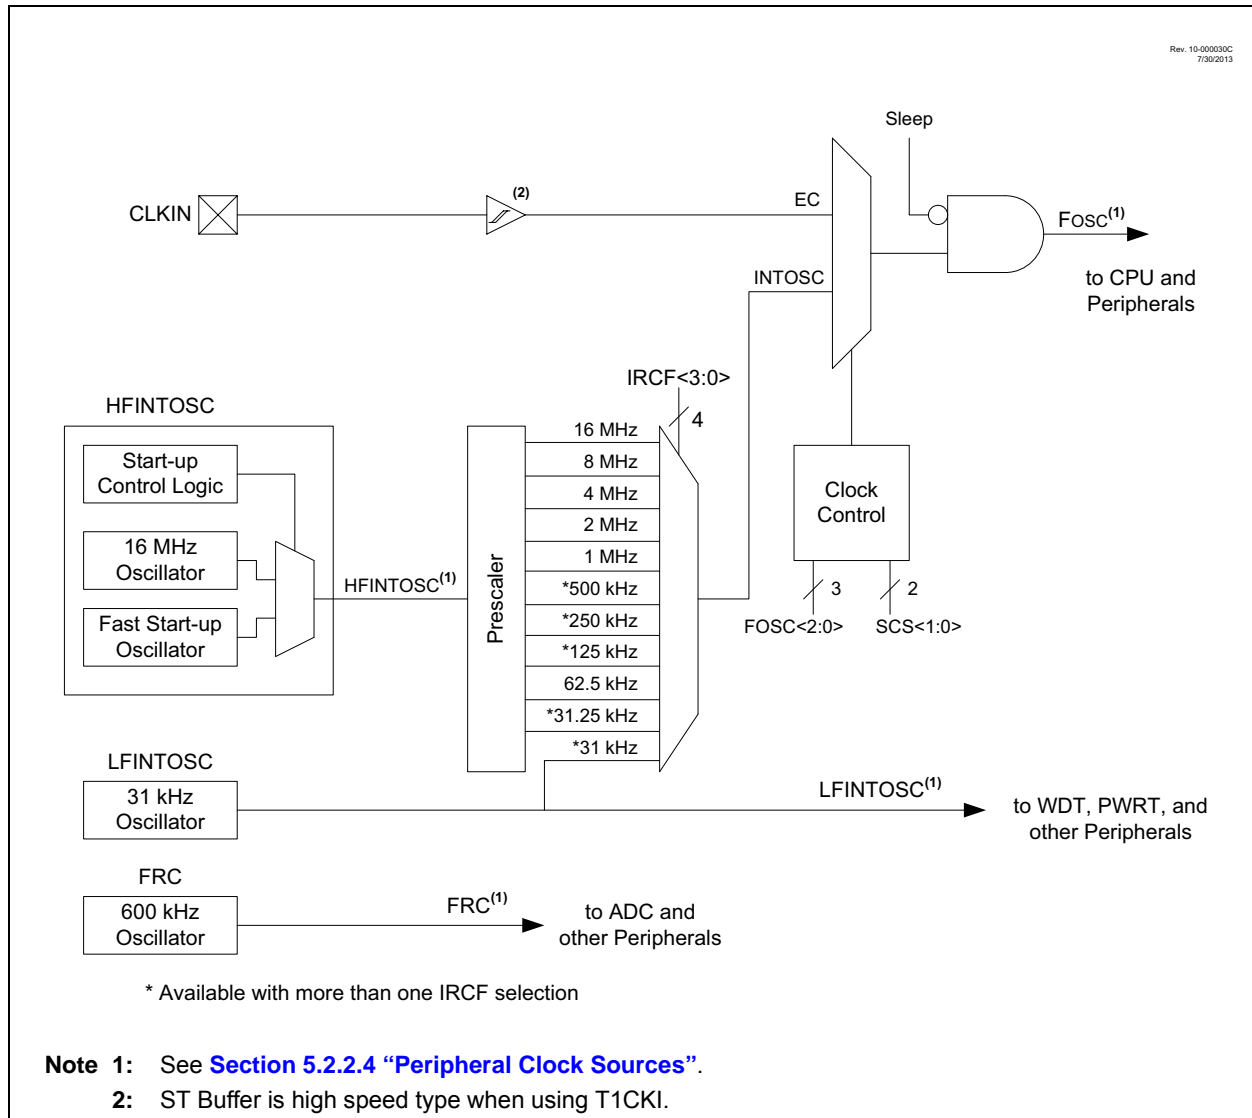 Rev. 10-000030C
7/30/2013
Sleep
CLKIN
(2)
EC
FOSC(1)
to CPU and
Peripherals
INTOSC
IRCF<3:0>
4
HFINTOSC
Start-up
Control Logic
16 MHz
Oscillator
Fast Start-up
Oscillator
HFINTOSC(1)
Prescaler
16 MHz
8 MHz
4 MHz
2 MHz
1 MHz
*500 kHz
*250 kHz
*125 kHz
62.5 kHz
*31.25 kHz
*31 kHz
Clock
Control
3
2
FOSC<2:0>
SCS<1:0>
LFINTOSC
31 kHz
Oscillator
LFINTOSC(1)
to WDT, PWRT, and
other Peripherals
FRC
600 kHz
Oscillator
FRC(1)
to ADC and
other Peripherals
* Available with more than one IRCF selection
Note 1: See Section 5.2.2.4 “Peripheral Clock Sources”.
2: ST Buffer is high speed type when using T1CKI.